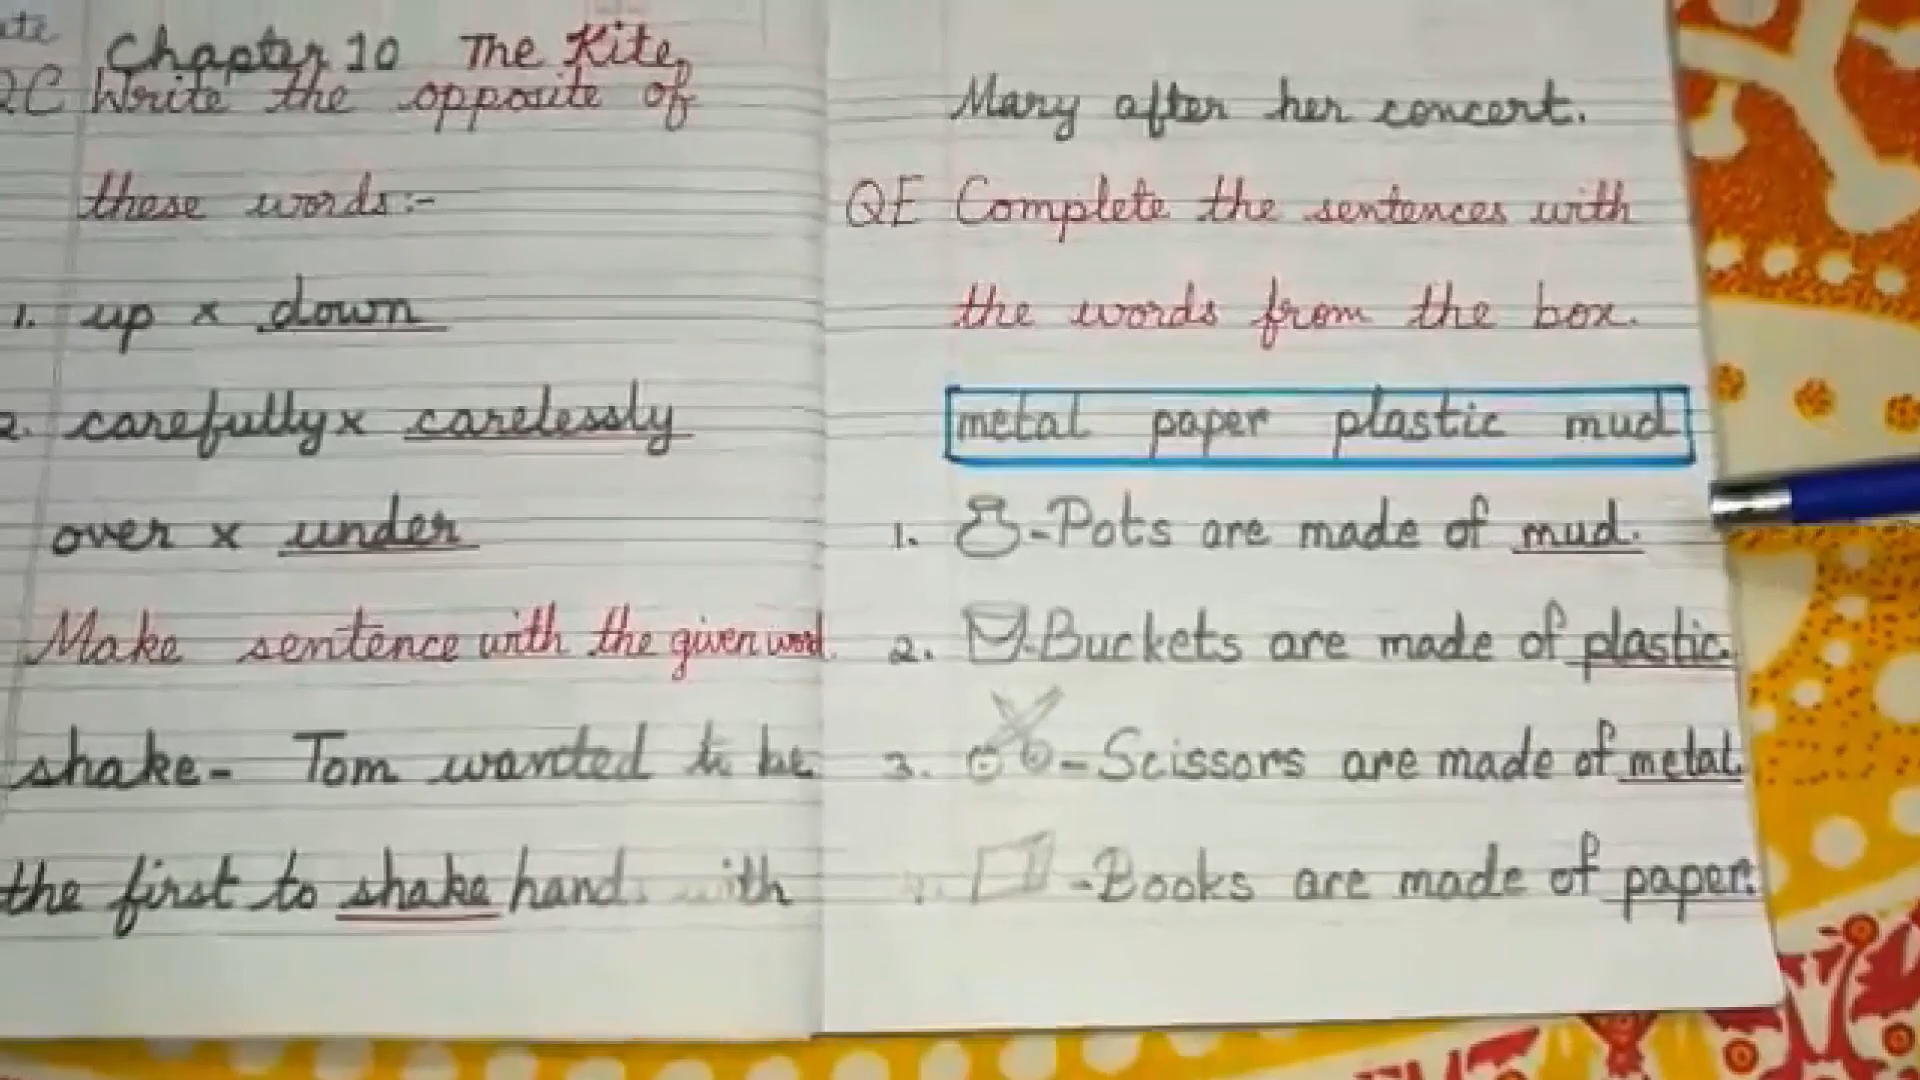 Chapter 10 The Kite
QC Write the opposite of
these words:-
1. up x down
2. carefully x carelessly
over x under
Make sentence with the given word.
shake- Tom wanted to be
the first to shake hand with
Mary after her concert.
QE Complete the sentences with
the words from the box.
metal paper plastic mud
1. -Pots are made of mud.
2. -Buckets are made of plastic.
3. -Scissors are made of metal.
4. -Books are made of paper.